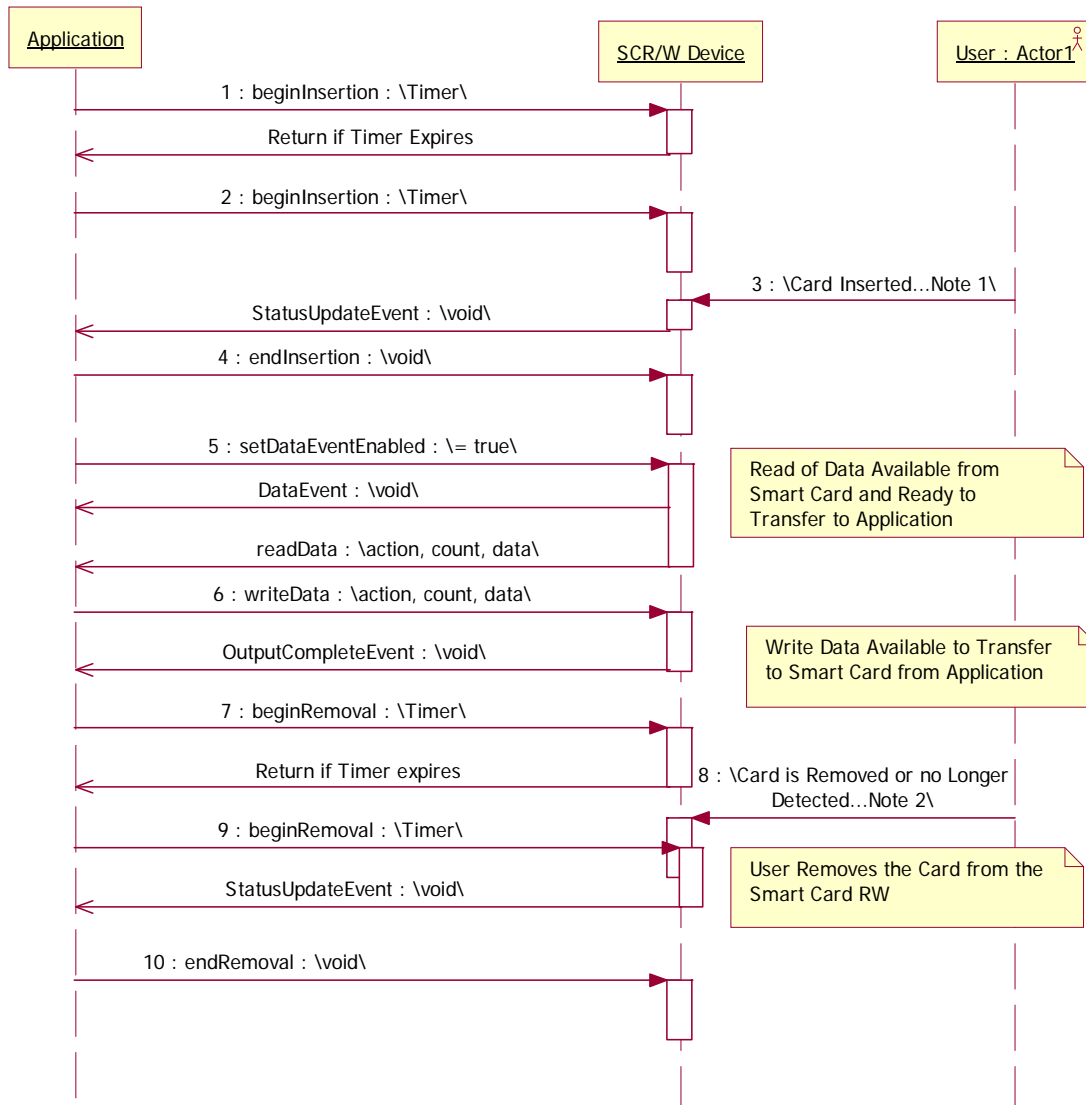 Application
SCR/W Device
User : Actor1
1 : beginInsertion : \Timer\
Return if Timer Expires
2 : beginInsertion : \Timer\
3 : \Card Inserted...Note 1\
StatusUpdateEvent : \void\
4 : endInsertion : \void\
5 : setDataEventEnabled : \= true\
Read of Data Available from
Smart Card and Ready to
Transfer to Application
DataEvent : \void\
readData : \action, count, data\
6 : writeData : \action, count, data\
Write Data Available to Transfer
to Smart Card from Application
OutputCompleteEvent : \void\
7 : beginRemoval : \Timer\
Return if Timer expires
8 : \Card is Removed or no Longer
Detected...Note 2\
9 : beginRemoval : \Timer\
User Removes the Card from the
Smart Card RW
StatusUpdateEvent : \void\
10 : endRemoval : \void\